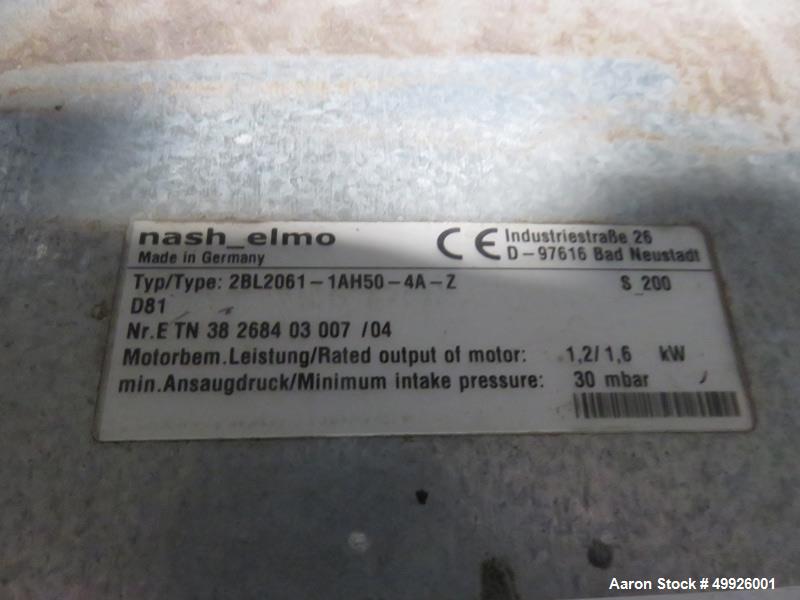 nash_elmo
Made in Germany
CE
Industriestraße 26
D-97616 Bad Neustadt
Typ/Type: 2BL2061-1AH50-4A-Z S_200
D81
Nr.E TN 38 2684 03 007 /04
Motorbem.Leistung/Rated output of motor: 1,2/1,6 kW
min.Ansaugdruck/Minimum intake pressure: 30 mbar
Aaron Stock # 49926001